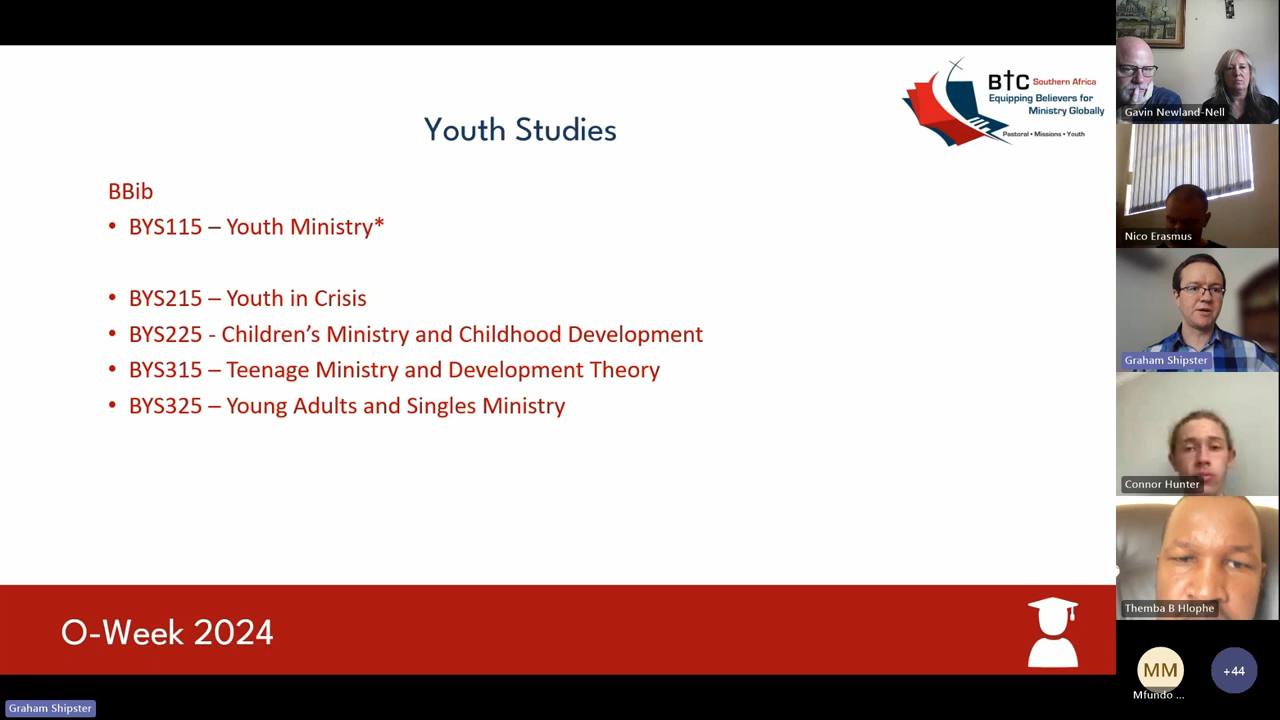 Youth Studies
BTC Southern Africa
Equipping Believers for
Ministry Globally
Pastoral • Missions • Youth
BBib
• BYS115 – Youth Ministry*
• BYS215 – Youth in Crisis
• BYS225 - Children’s Ministry and Childhood Development
• BYS315 – Teenage Ministry and Development Theory
• BYS325 – Young Adults and Singles Ministry
O-Week 2024
Graham Shipster
Gavin Newland-Nell
Nico Erasmus
Graham Shipster
Connor Hunter
Themba B Hlophe
MM
Mfundo ...
+44